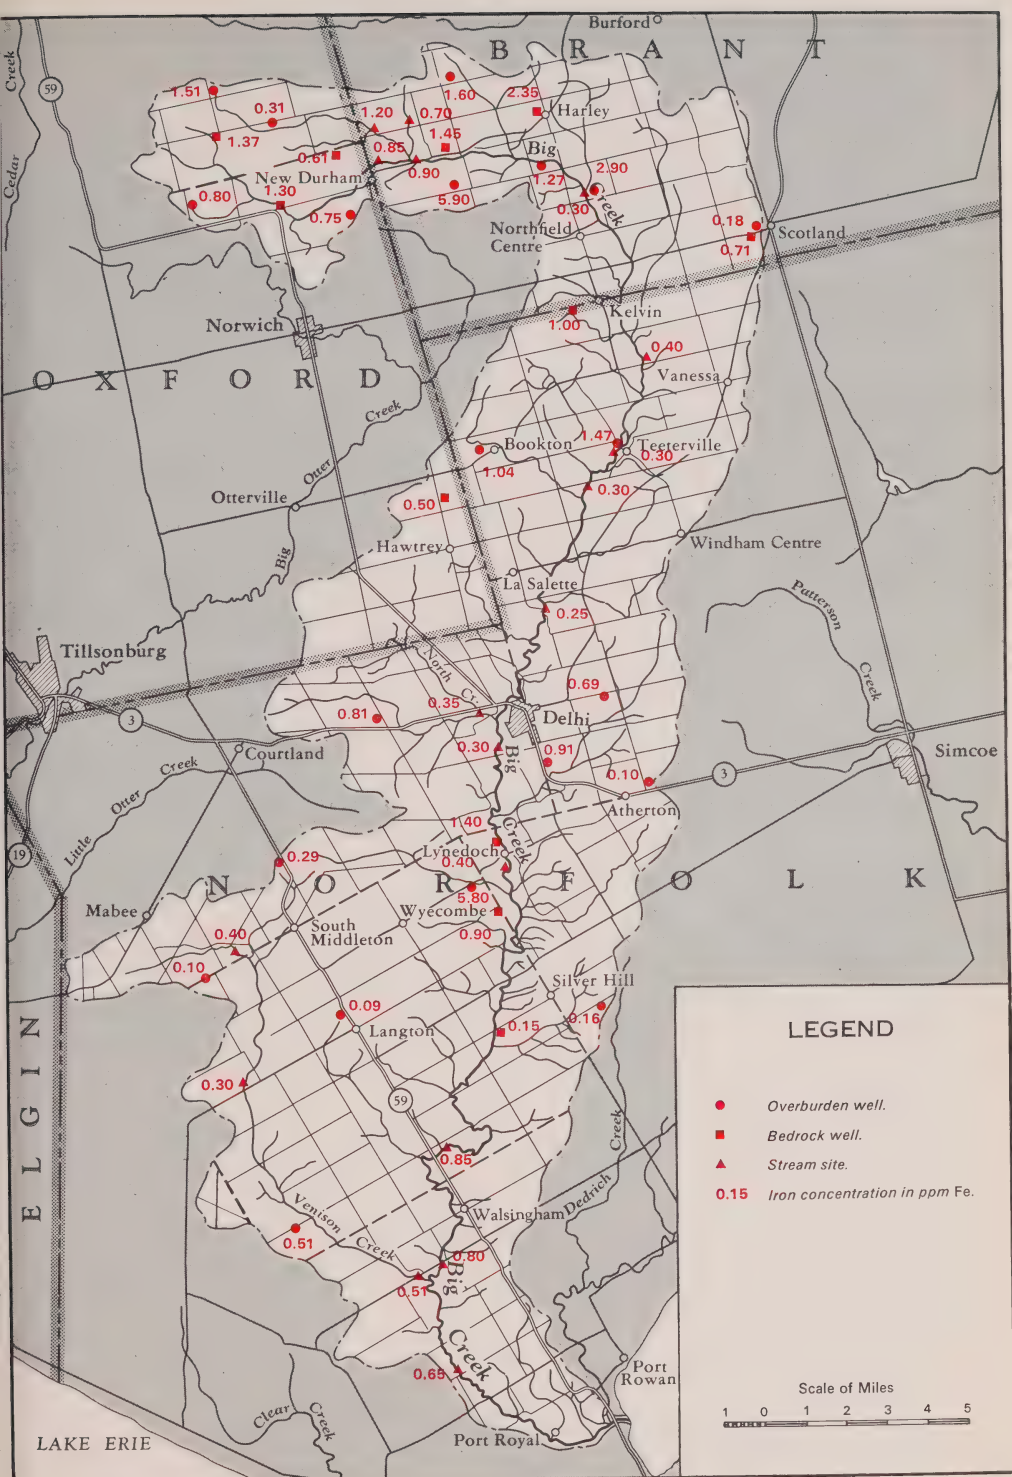 Burford
B R A N T
Creek
59
1.51
1.60
2.35
0.31
1.20
0.70
Harley
1.37
0.85
1.45
Big
0.61
0.90
New Durham
1.27
2.90
0.80
1.30
5.90
0.30
Creek
Cedar
0.75
0.18
Northfield
Centre
Scotland
0.71
Norwich
Kelvin
1.00
0.40
O X F O R D
Vanessa
Creek
1.47
Bookton
Teeterville
0.30
1.04
Otter
Otterville
0.50
0.30
Hawtrey
Windham Centre
Big
La Salette
0.25
Patterson
Creek
Tillsonburg
North Cr.
0.69
0.35
0.81
Delhi
3
0.30
Big
Courtland
0.91
Simcoe
Creek
0.10
3
Otter
Atherton
Little
1.40
Creek
19
0.29
Lynedoch
0.40
N O R F O L K
5.80
Mabee
Wyecombe
South
Middleton
0.40
0.90
0.10
Silver Hill
0.09
0.16
Langton
0.15
ELGIN
0.30
59
Creek
0.85
Dedrich
Venison
Walsingham
Creek
0.51
0.80
0.51
Big
Creek
0.65
Port
Rowan
Clear
Creek
Port Royal
LAKE ERIE
LEGEND
Overburden well.
Bedrock well.
Stream site.
0.15 Iron concentration in ppm Fe.
Scale of Miles
1 0 1 2 3 4 5